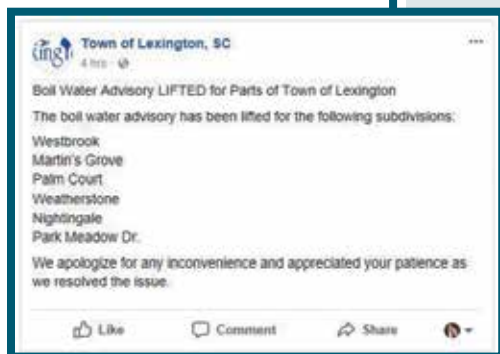 Town of Lexington, SC
4 hrs ·
Boil Water Advisory LIFTED for Parts of Town of Lexington
The boil water advisory has been lifted for the following subdivisions:
Westbrook
Martin's Grove
Palm Court
Weatherstone
Nightingale
Park Meadow Dr.
We apologize for any inconvenience and appreciated your patience as
we resolved the issue.
Like Comment Share